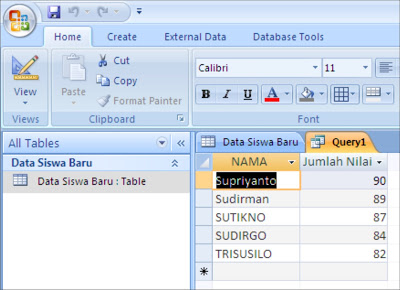 Home Create External Data Database Tools
View
Views
Paste
Cut
Copy
Format Painter
Clipboard
Calibri 11
B I U A
Font
All Tables
Data Siswa Baru
Data Siswa Baru : Table
Data Siswa Baru Query1
NAMA Jumlah Nilai
Supriyanto 90
Sudirman 89
SUTIKNO 87
SUDIRGO 84
TRISUSILO 82